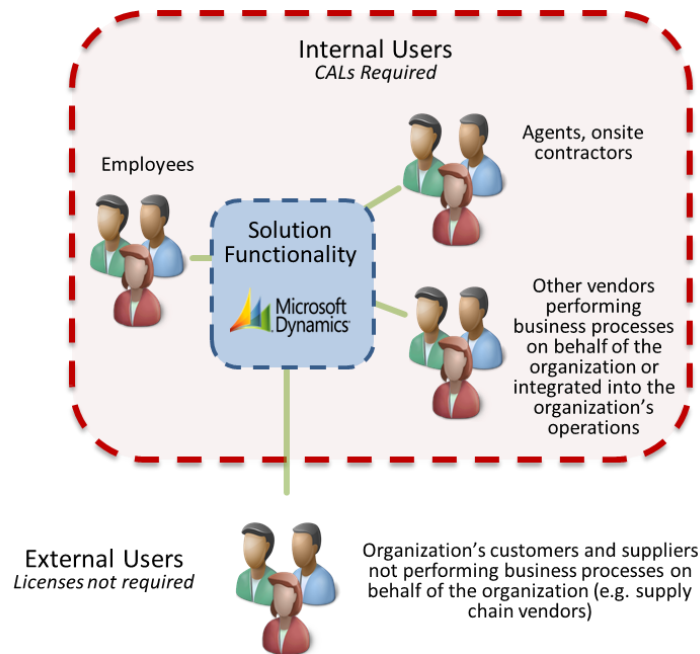 Internal Users
CALs Required
Employees
Agents, onsite
contractors
Solution
Functionality
Microsoft
Dynamics
Other vendors
performing
business processes
on behalf of the
organization or
integrated into the
organization's
operations
External Users
Licenses not required
Organization's customers and suppliers
not performing business processes on
behalf of the organization (e.g. supply
chain vendors)